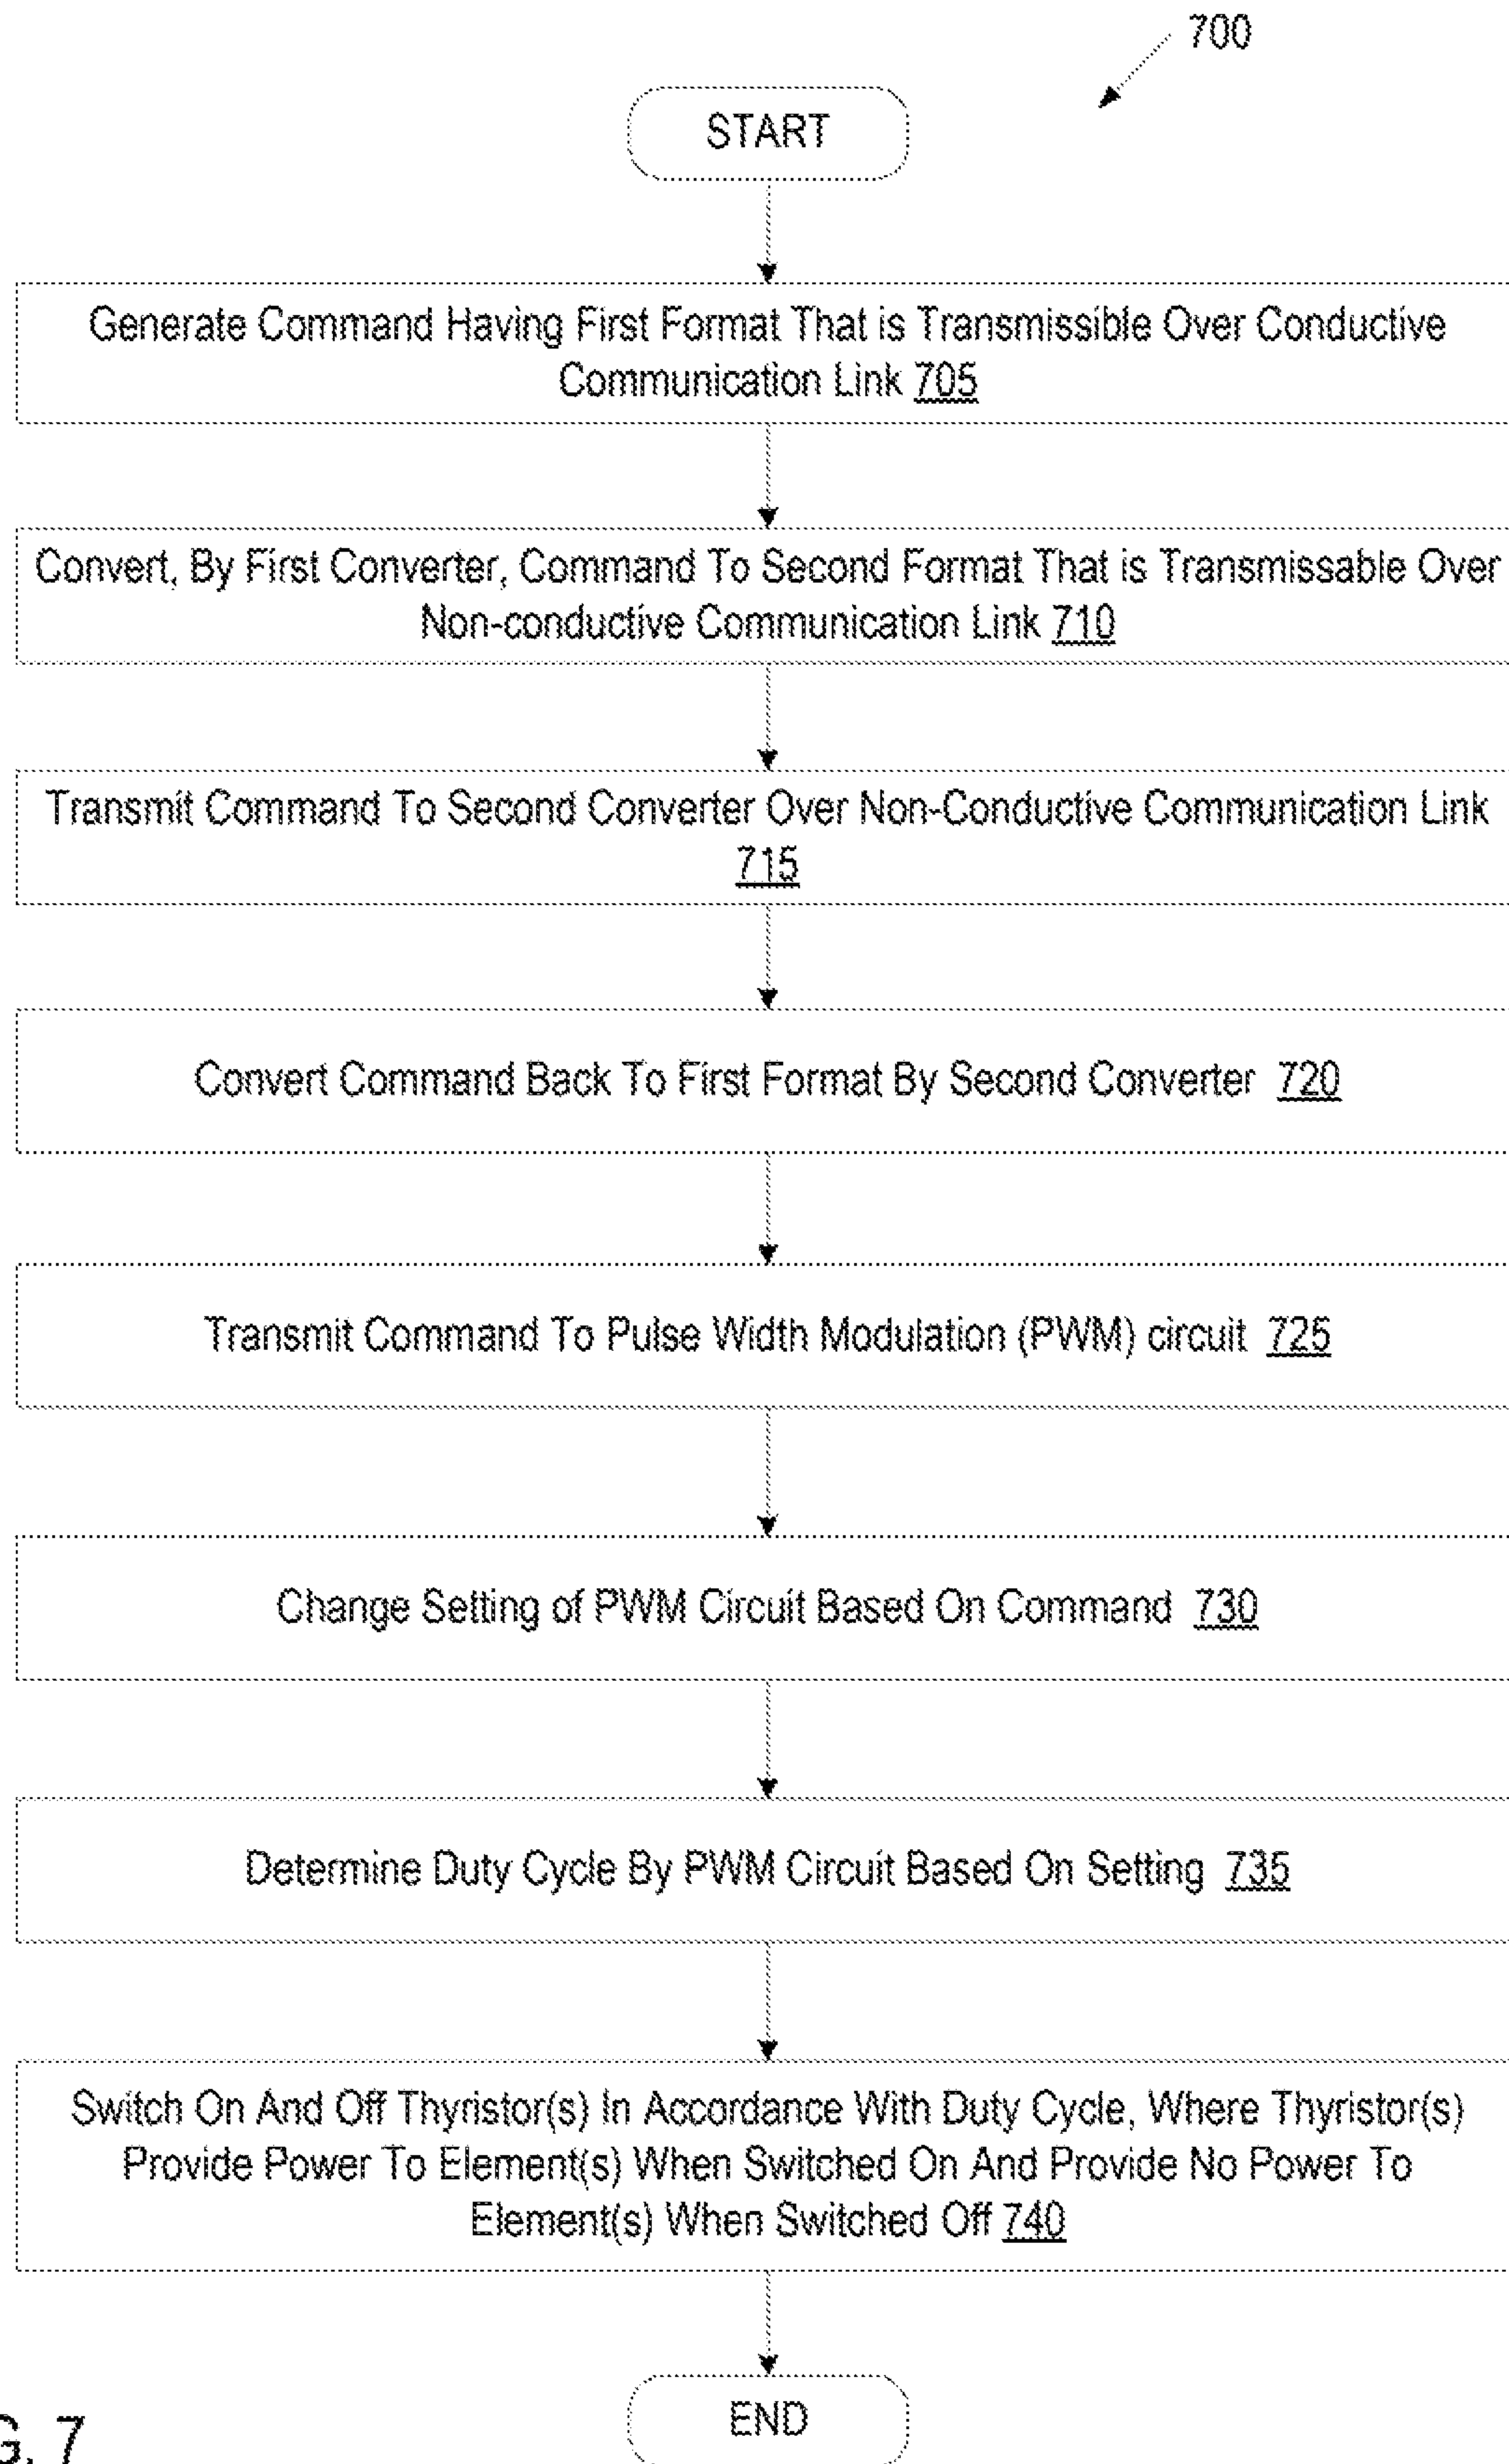 700
START
Generate Command Having First Format That is Transmissible Over Conductive
Communication Link 705
Convert, By First Converter, Command To Second Format That is Transmissable Over
Non-conductive Communication Link 710
Transmit Command To Second Converter Over Non-Conductive Communication Link
715
Convert Command Back To First Format By Second Converter 720
Transmit Command To Pulse Width Modulation (PWM) circuit 725
Change Setting of PWM Circuit Based On Command 730
Determine Duty Cycle By PWM Circuit Based On Setting 735
Switch On And Off Thyristor(s) In Accordance With Duty Cycle, Where Thyristor(s)
Provide Power To Element(s) When Switched On And Provide No Power To
Element(s) When Switched Off 740
END
G. 7